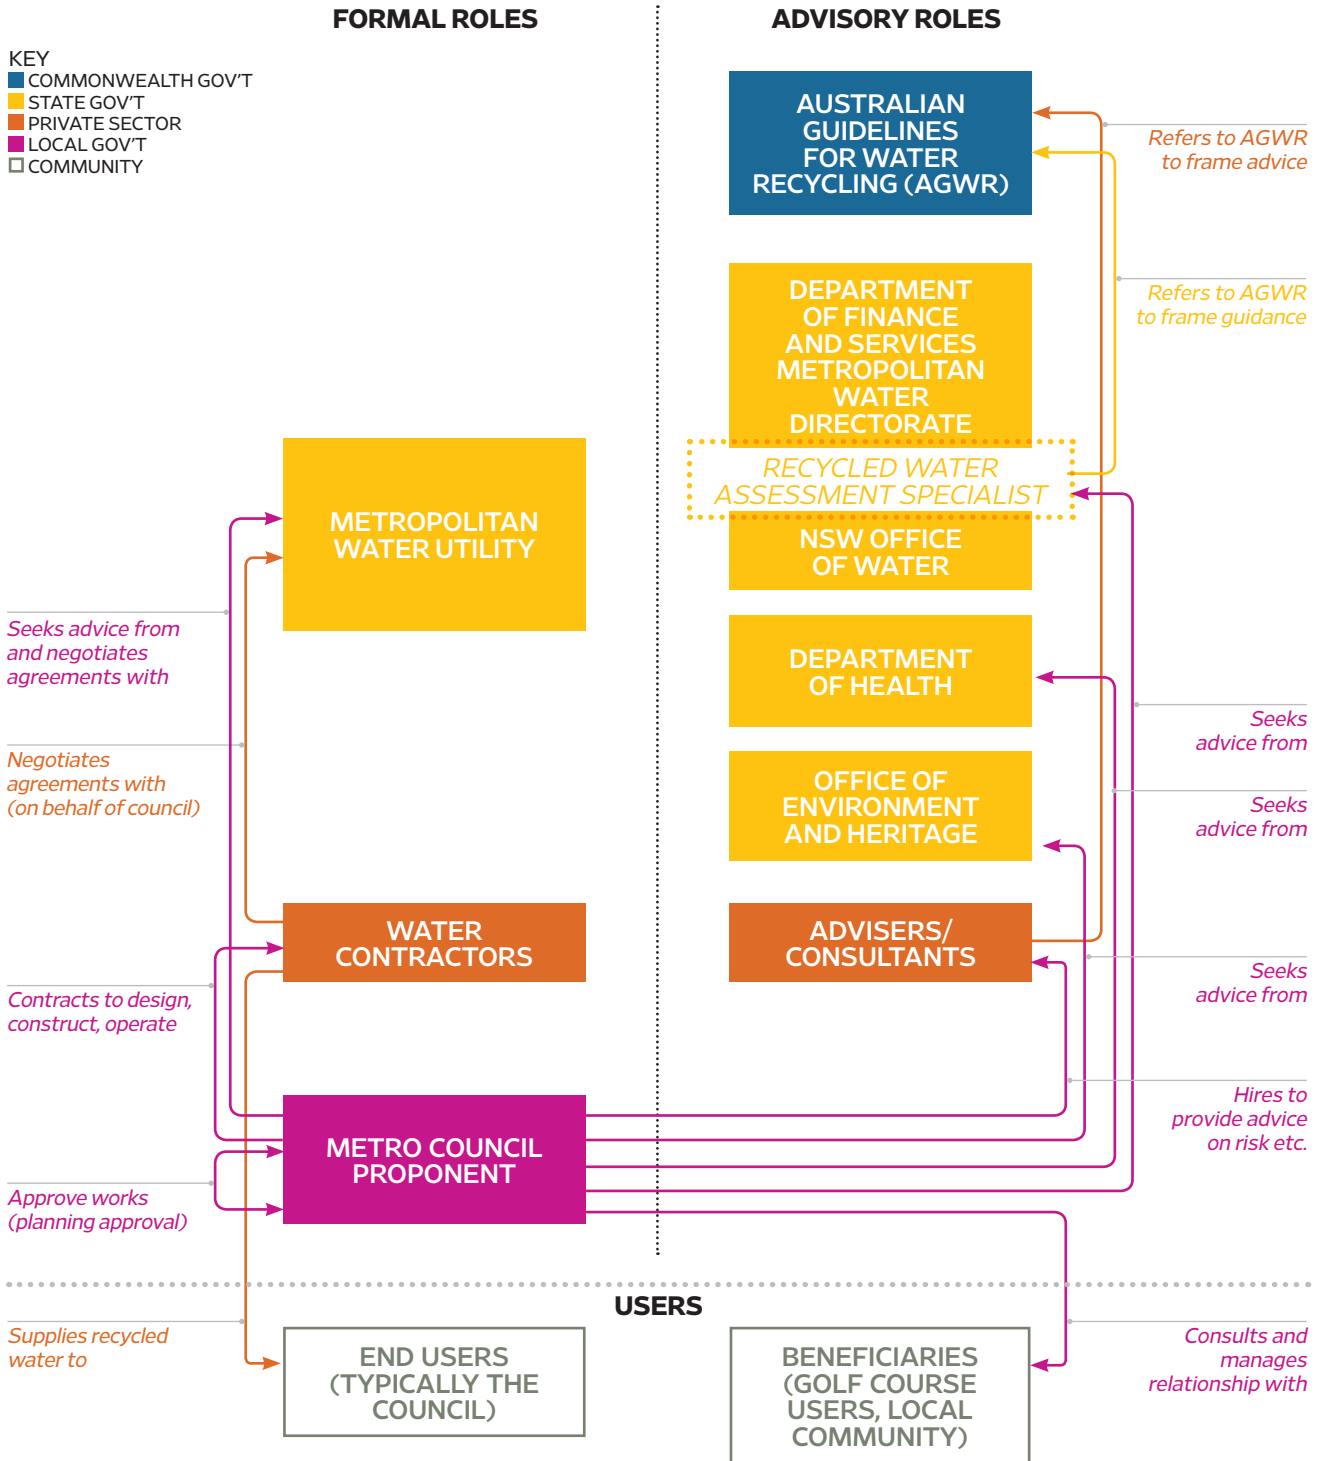 FORMAL ROLES
ADVISORY ROLES
KEY
COMMONWEALTH GOV'T
STATE GOV'T
PRIVATE SECTOR
LOCAL GOV'T
COMMUNITY
AUSTRALIAN
GUIDELINES
FOR WATER
RECYCLING (AGWR)
Refers to AGWR
to frame advice
DEPARTMENT
OF FINANCE
AND SERVICES
METROPOLITAN
WATER
DIRECTORATE
Refers to AGWR
to frame guidance
RECYCLED WATER
ASSESSMENT SPECIALIST
METROPOLITAN
WATER UTILITY
NSW OFFICE
OF WATER
Seeks advice from
and negotiates
agreements with
DEPARTMENT
OF HEALTH
Seeks
advice from
Negotiates
agreements with
(on behalf of council)
OFFICE OF
ENVIRONMENT
AND HERITAGE
Seeks
advice from
WATER
CONTRACTORS
ADVISERS/
CONSULTANTS
Seeks
advice from
Contracts to design,
construct, operate
Hires to
provide advice
on risk etc.
METRO COUNCIL
PROPONENT
Approve works
(planning approval)
USERS
Supplies recycled
water to
END USERS
(TYPICALLY THE
COUNCIL)
BENEFICIARIES
(GOLF COURSE
USERS, LOCAL
COMMUNITY)
Consults and
manages
relationship with